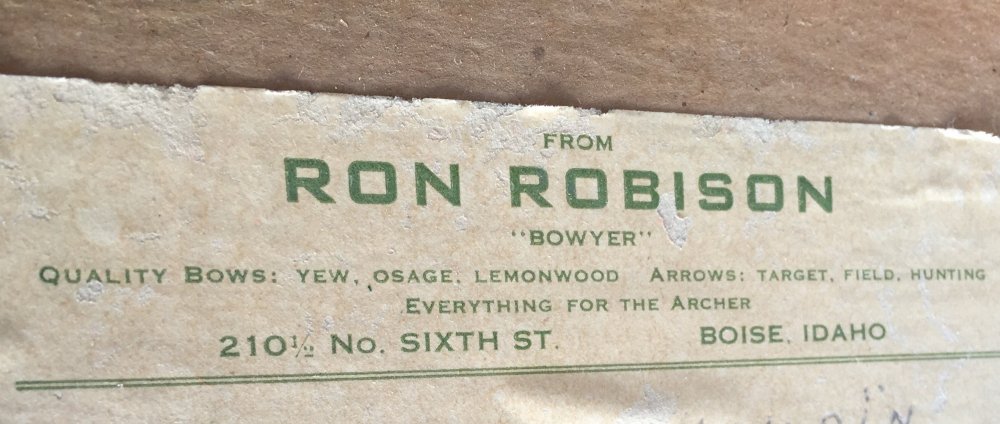 FROM
RON ROBISON
"BOWYER"
QUALITY BOWS: YEW, OSAGE, LEMONWOOD ARROWS: TARGET, FIELD, HUNTING
EVERYTHING FOR THE ARCHER
210½ NO. SIXTH ST. BOISE, IDAHO